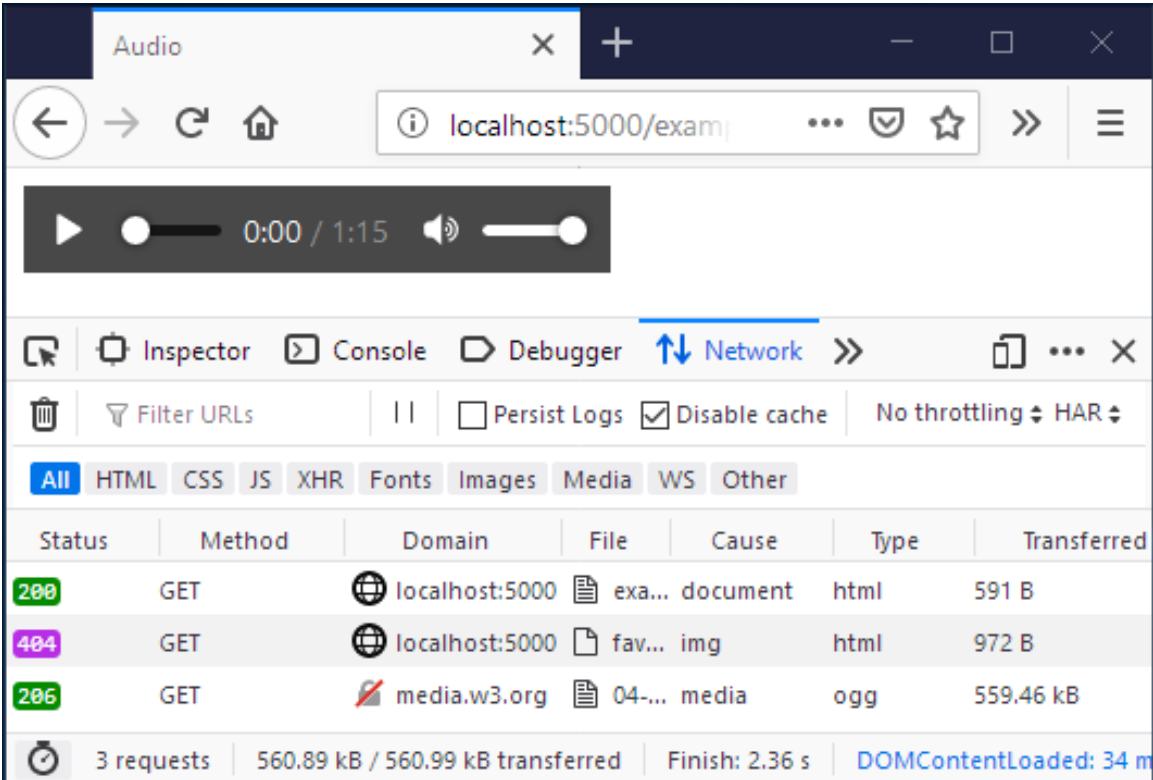 Audio
localhost:5000/examp
0:00 / 1:15
Inspector Console Debugger Network
Filter URLs Persist Logs Disable cache No throttling HAR
All HTML CSS JS XHR Fonts Images Media WS Other
Status Method Domain File Cause Type Transferred
200 GET localhost:5000 exa... document html 591 B
404 GET localhost:5000 fav... img html 972 B
206 GET media.w3.org 04-... media ogg 559.46 kB
3 requests 560.89 kB / 560.99 kB transferred Finish: 2.36 s DOMContentLoaded: 34 m